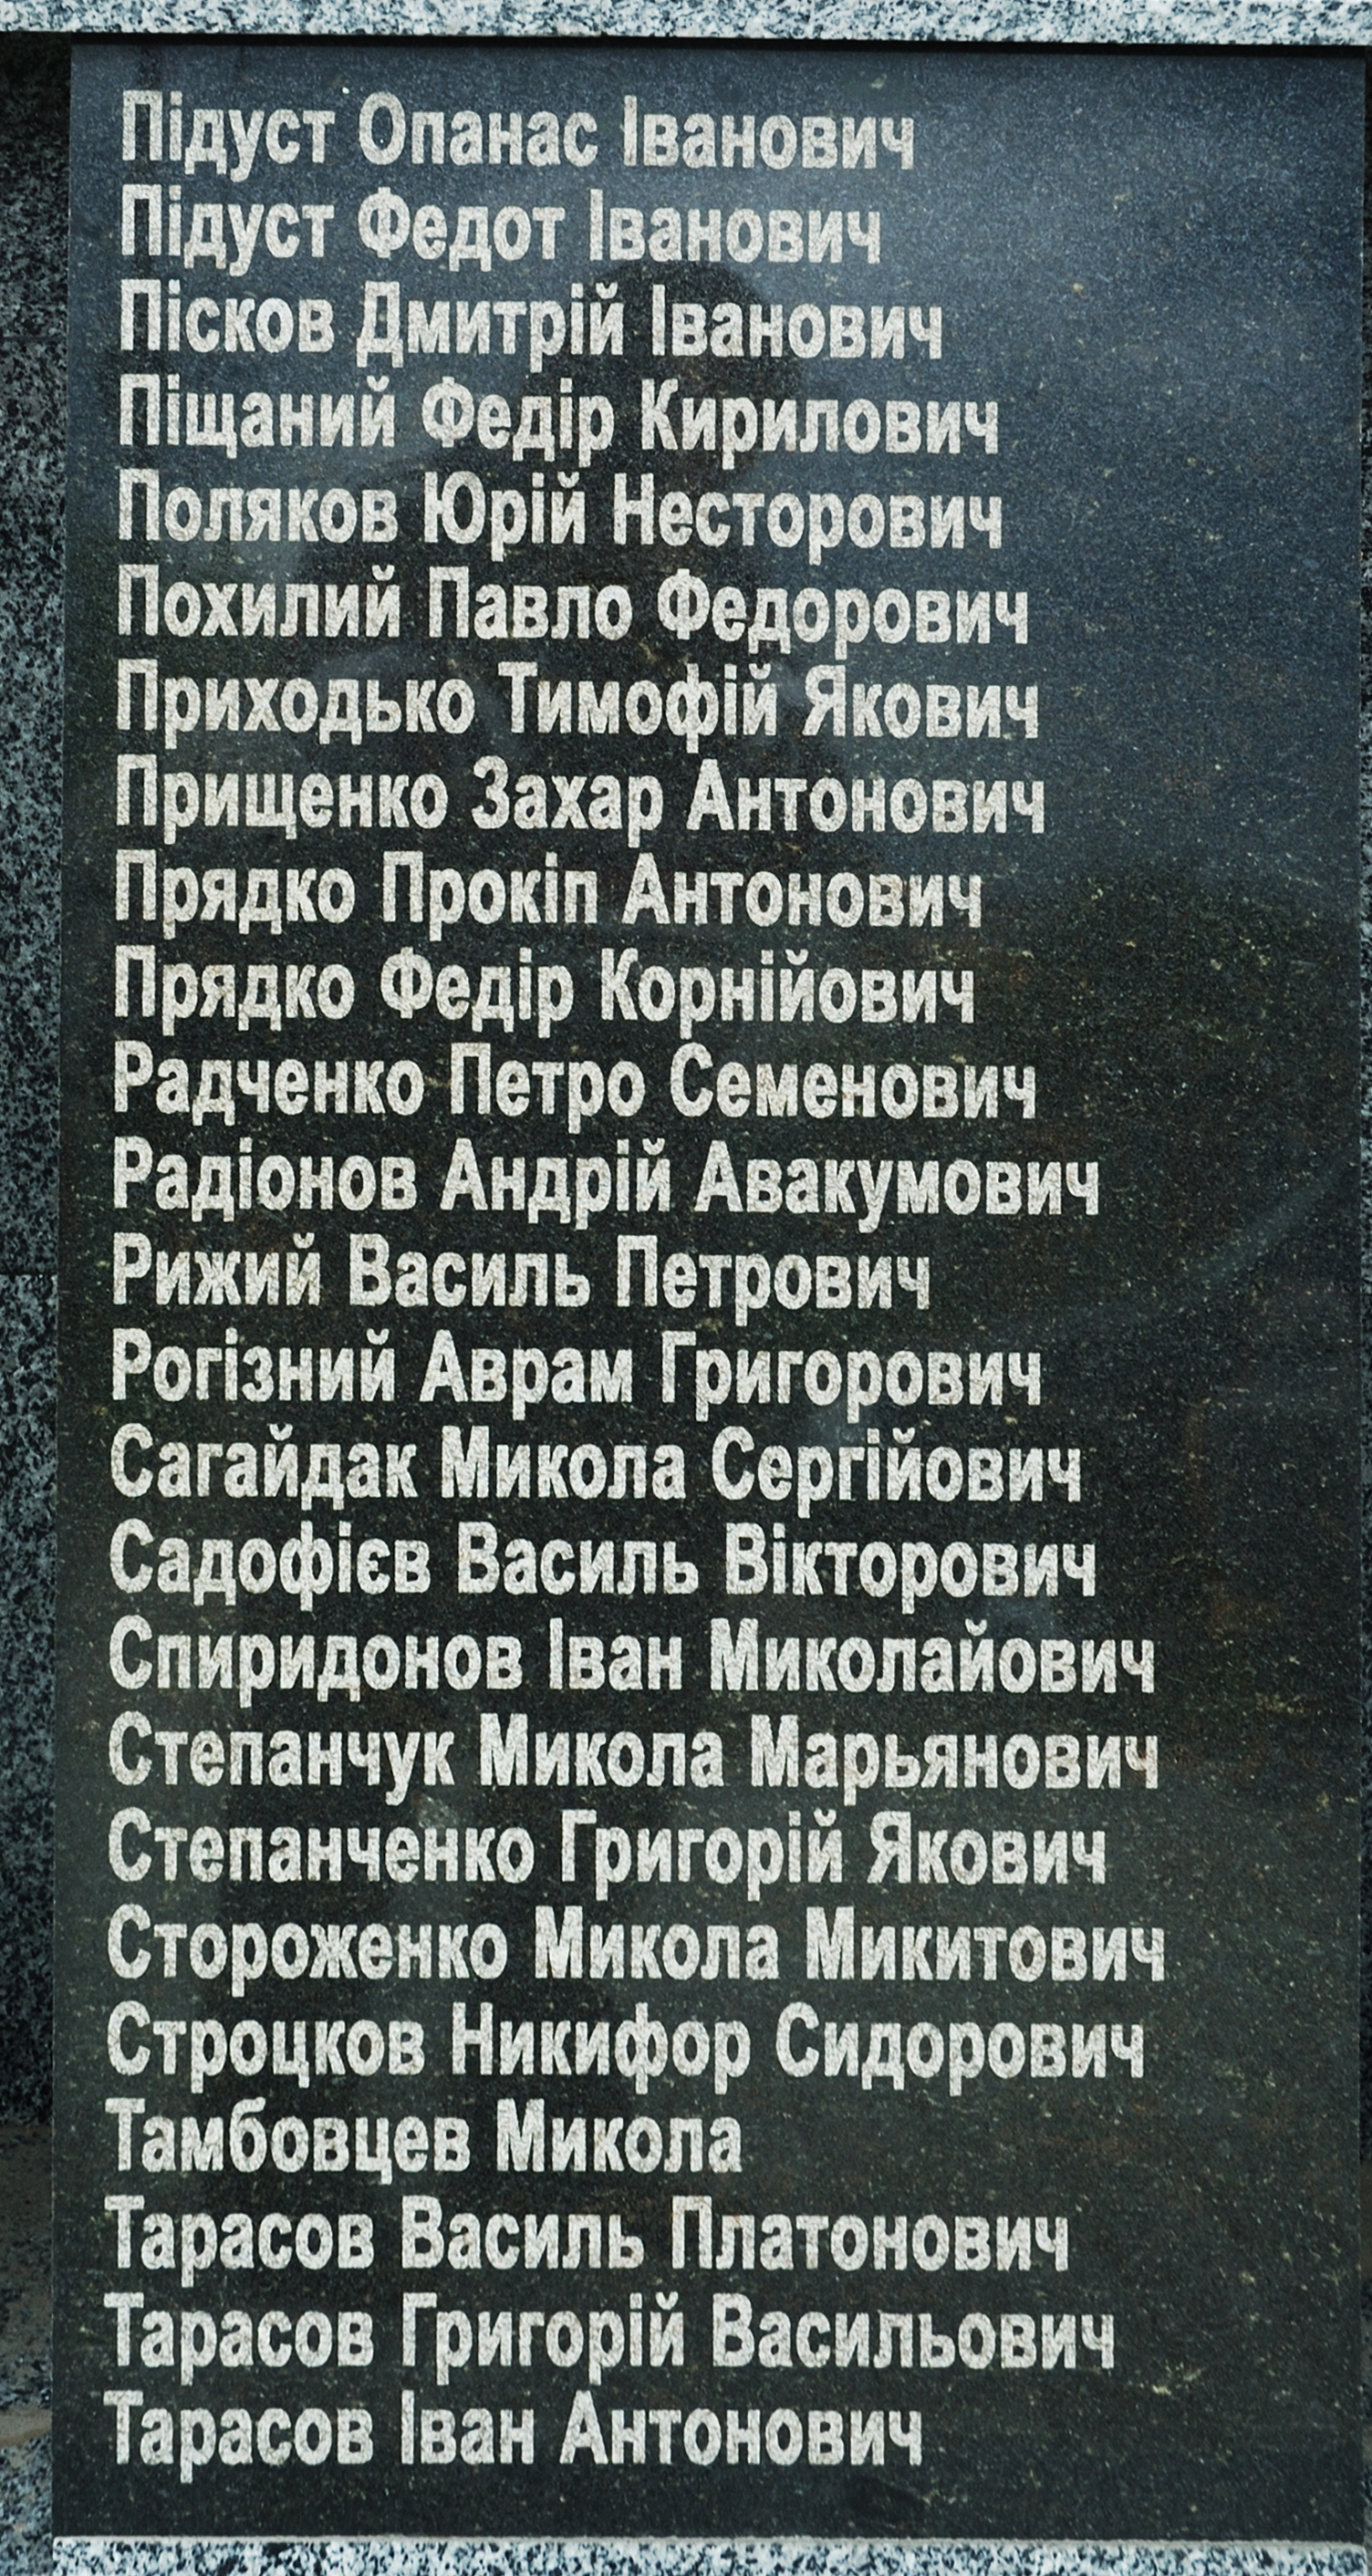 Підуст Опанас Іванович
Підуст Федот Іванович
Пісков Дмитрій Іванович
Піщаний Федір Кирилович
Поляков Юрій Несторович
Похилий Павло Федорович
Приходько Тимофій Якович
Прищенко Захар Антонович
Прядко Прокіп Антонович
Прядко Федір Корнійович
Радченко Петро Семенович
Радіонов Андрій Авакумович
Рижий Василь Петрович
Рогізний Аврам Григорович
Сагайдак Микола Сергійович
Садофієв Василь Вікторович
Спиридонов Іван Миколайович
Степанчук Микола Марьянович
Степанченко Григорій Якович
Стороженко Микола Микитович
Строцков Никифор Сидорович
Тамбовцев Микола
Тарасов Василь Платонович
Тарасов Григорій Васильович
Тарасов Іван Антонович